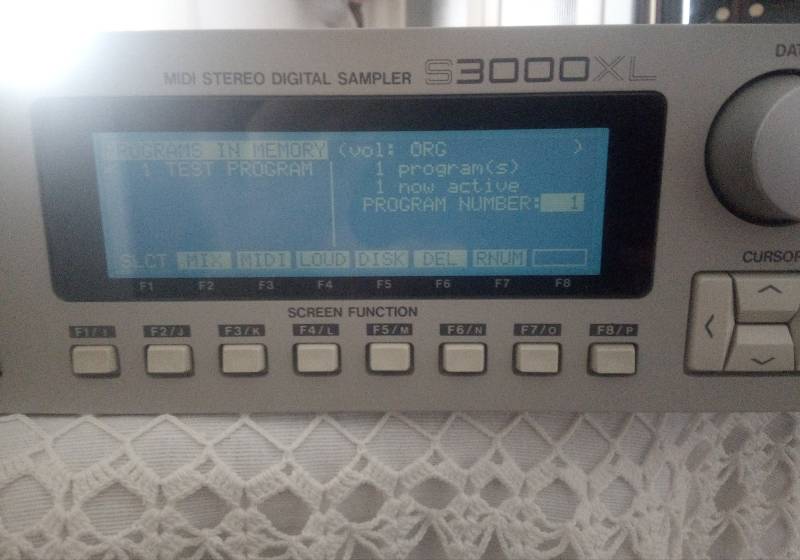 MIDI STEREO DIGITAL SAMPLER S3000XL
DAT
PROGRAMS IN MEMORY (vol: ORG )
1 TEST PROGRAM 1 program(s)
1 now active
PROGRAM NUMBER: 1
SLCT MIX MIDI LOUD DISK DEL RNUM
F1 F2 F3 F4 F5 F6 F7 F8
CURSOR
SCREEN FUNCTION
F1/I F2/J F3/K F4/L F5/M F6/N F7/O F8/P